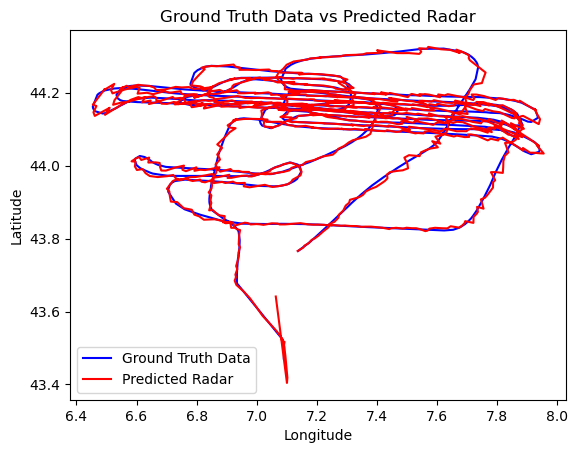 Ground Truth Data vs Predicted Radar
44.2
44.0
43.8
43.6
43.4
Latitude
Ground Truth Data
Predicted Radar
6.4 6.6 6.8 7.0 7.2 7.4 7.6 7.8 8.0
Longitude